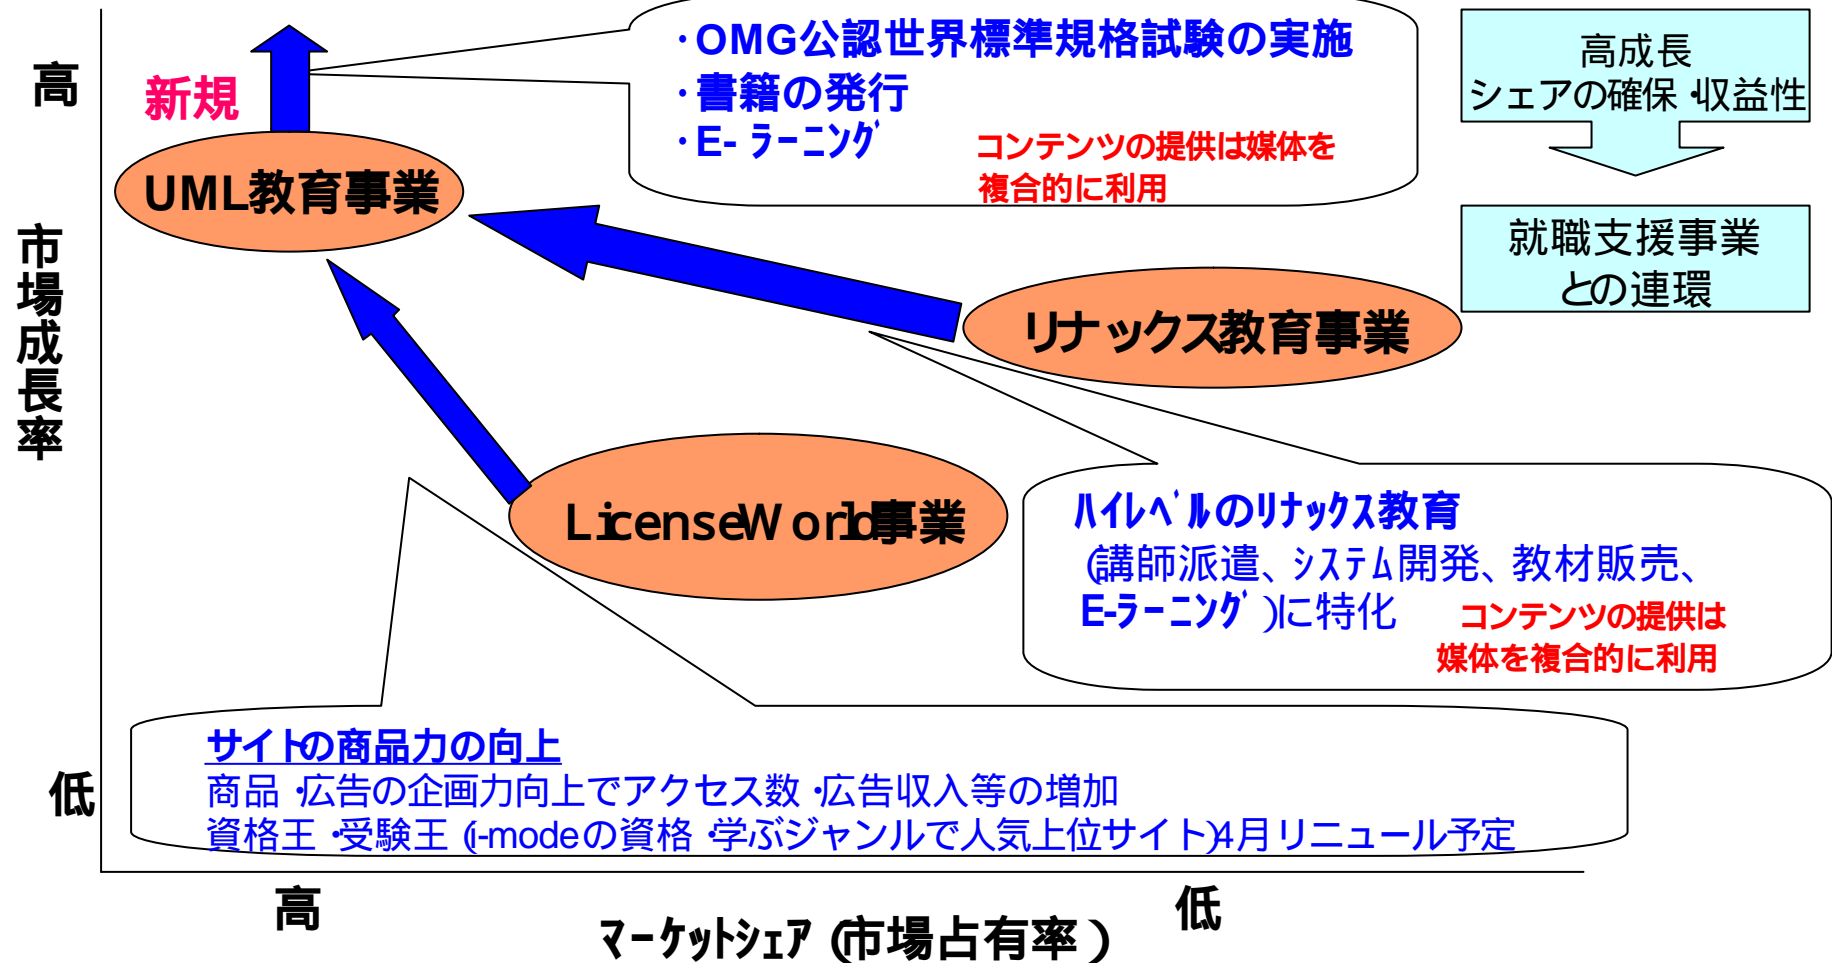 高
新規
・OMG公認世界標準規格試験の実施
・書籍の発行
・E-ラーニング
コンテンツの提供は媒体を
複合的に利用
高成長
シェアの確保・収益性
UML教育事業
就職支援事業
との連環
市場成長率
リナックス教育事業
LicenseWorld事業
ハイレベルのリナックス教育
(講師派遣、システム開発、教材販売、
E-ラーニング)に特化
コンテンツの提供は
媒体を複合的に利用
サイトの商品力の向上
商品・広告の企画力向上でアクセス数・広告収入等の増加
資格王・受験王(i-modeの資格・学ぶジャンルで人気上位サイト)4月リニュール予定
低
高
低
マーケットシェア(市場占有率)